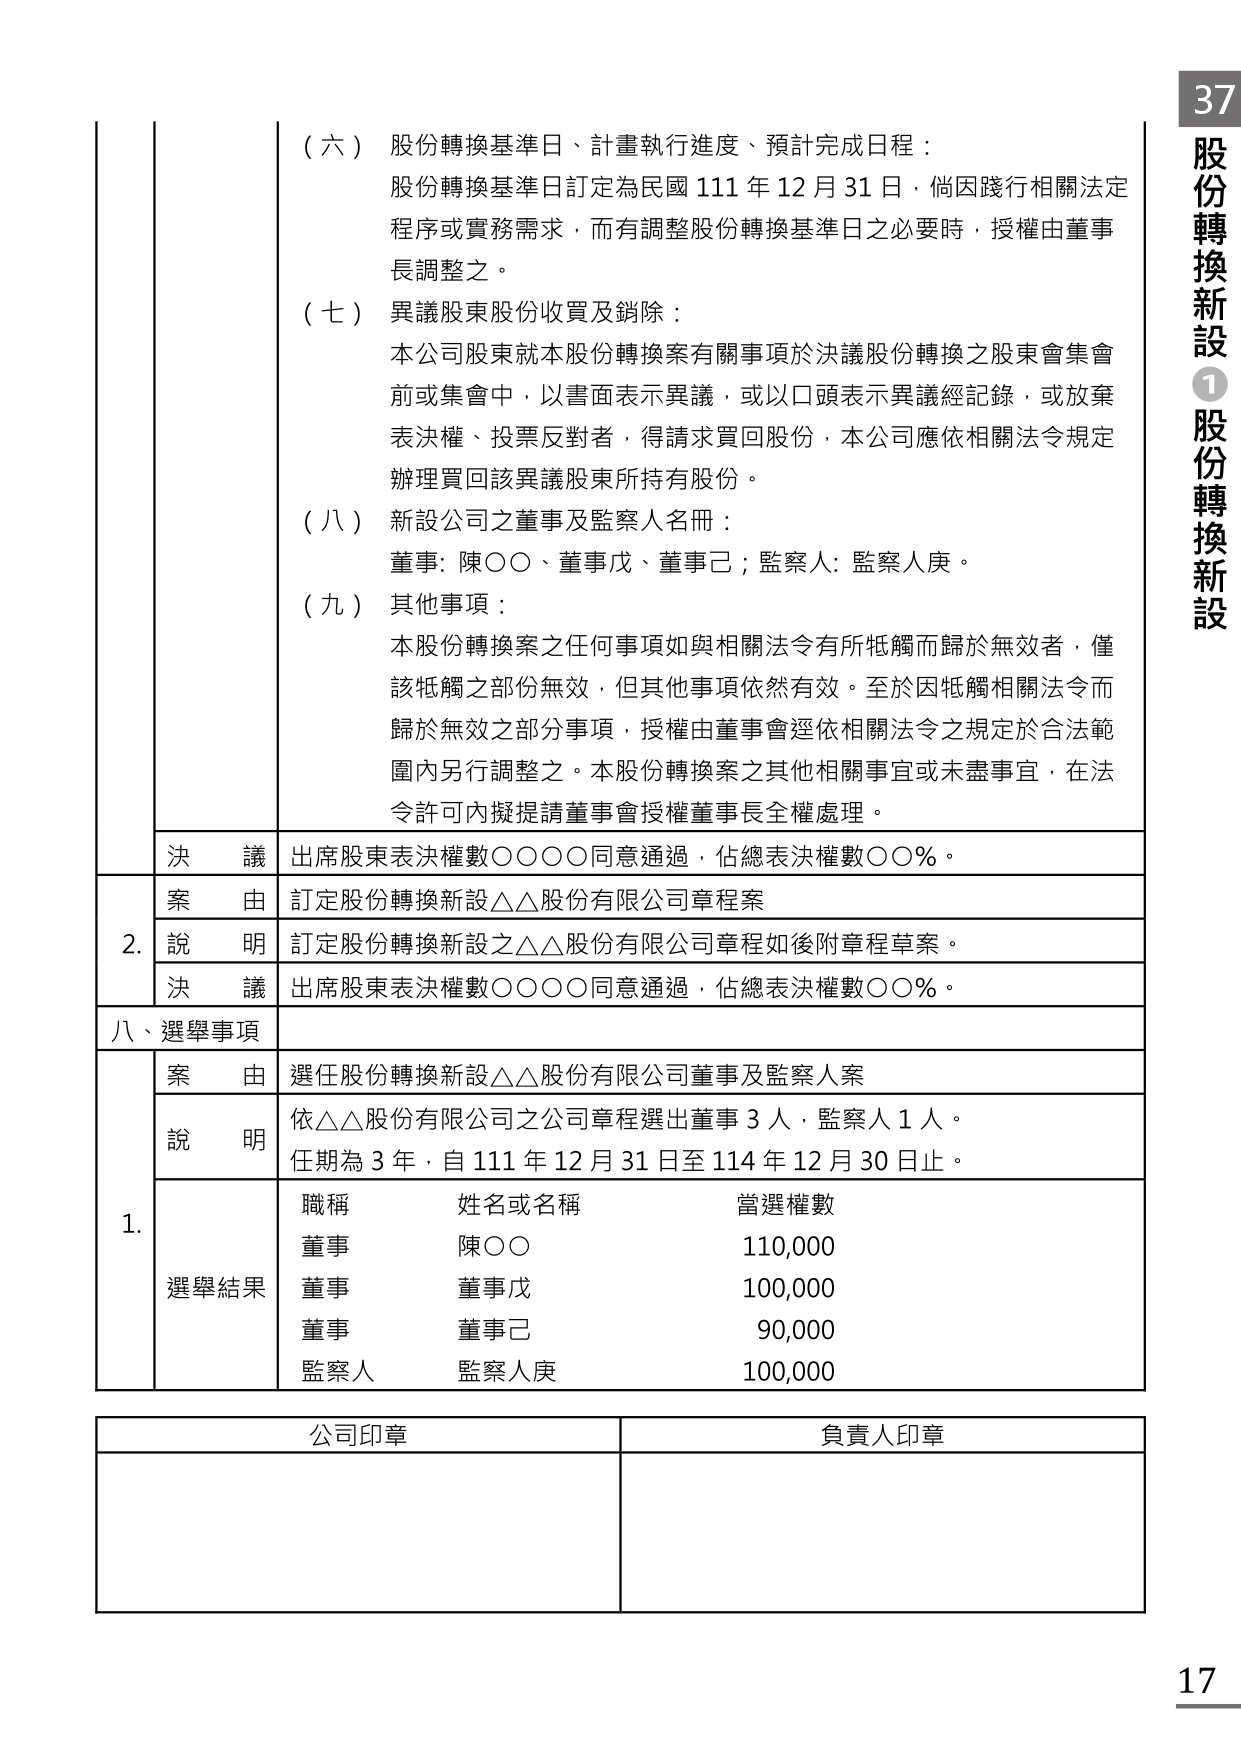 37
股份轉換新設 1 股份轉換新設
(六) 股份轉換基準日、計畫執行進度、預計完成日程：
股份轉換基準日訂定為民國 111 年 12 月 31 日，倘因踐行相關法定
程序或實務需求，而有調整股份轉換基準日之必要時，授權由董事
長調整之。
(七) 異議股東股份收買及銷除：
本公司股東就本股份轉換案有關事項於決議股份轉換之股東會集會
前或集會中，以書面表示異議，或以口頭表示異議經記錄，或放棄
表決權、投票反對者，得請求買回股份，本公司應依相關法令規定
辦理買回該異議股東所持有股份。
(八) 新設公司之董事及監察人名冊：
董事: 陳○○、董事戊、董事己；監察人: 監察人庚。
(九) 其他事項：
本股份轉換案之任何事項如與相關法令有所牴觸而歸於無效者，僅
該牴觸之部份無效，但其他事項依然有效。至於因牴觸相關法令而
歸於無效之部分事項，授權由董事會逕依相關法令之規定於合法範
圍內另行調整之。本股份轉換案之其他相關事宜或未盡事宜，在法
令許可內擬提請董事會授權董事長全權處理。
決 議 出席股東表決權數○○○○同意通過，佔總表決權數○○%。
2.
案 由 訂定股份轉換新設△△股份有限公司章程案
說 明 訂定股份轉換新設之△△股份有限公司章程如後附章程草案。
決 議 出席股東表決權數○○○○同意通過，佔總表決權數○○%。
八、選舉事項
1.
案 由 選任股份轉換新設△△股份有限公司董事及監察人案
說 明 依△△股份有限公司之公司章程選出董事 3 人，監察人 1 人。
任期為 3 年，自 111 年 12 月 31 日至 114 年 12 月 30 日止。
選舉結果
職稱 姓名或名稱 當選權數
董事 陳○○ 110,000
董事 董事戊 100,000
董事 董事己 90,000
監察人 監察人庚 100,000
公司印章 負責人印章
17